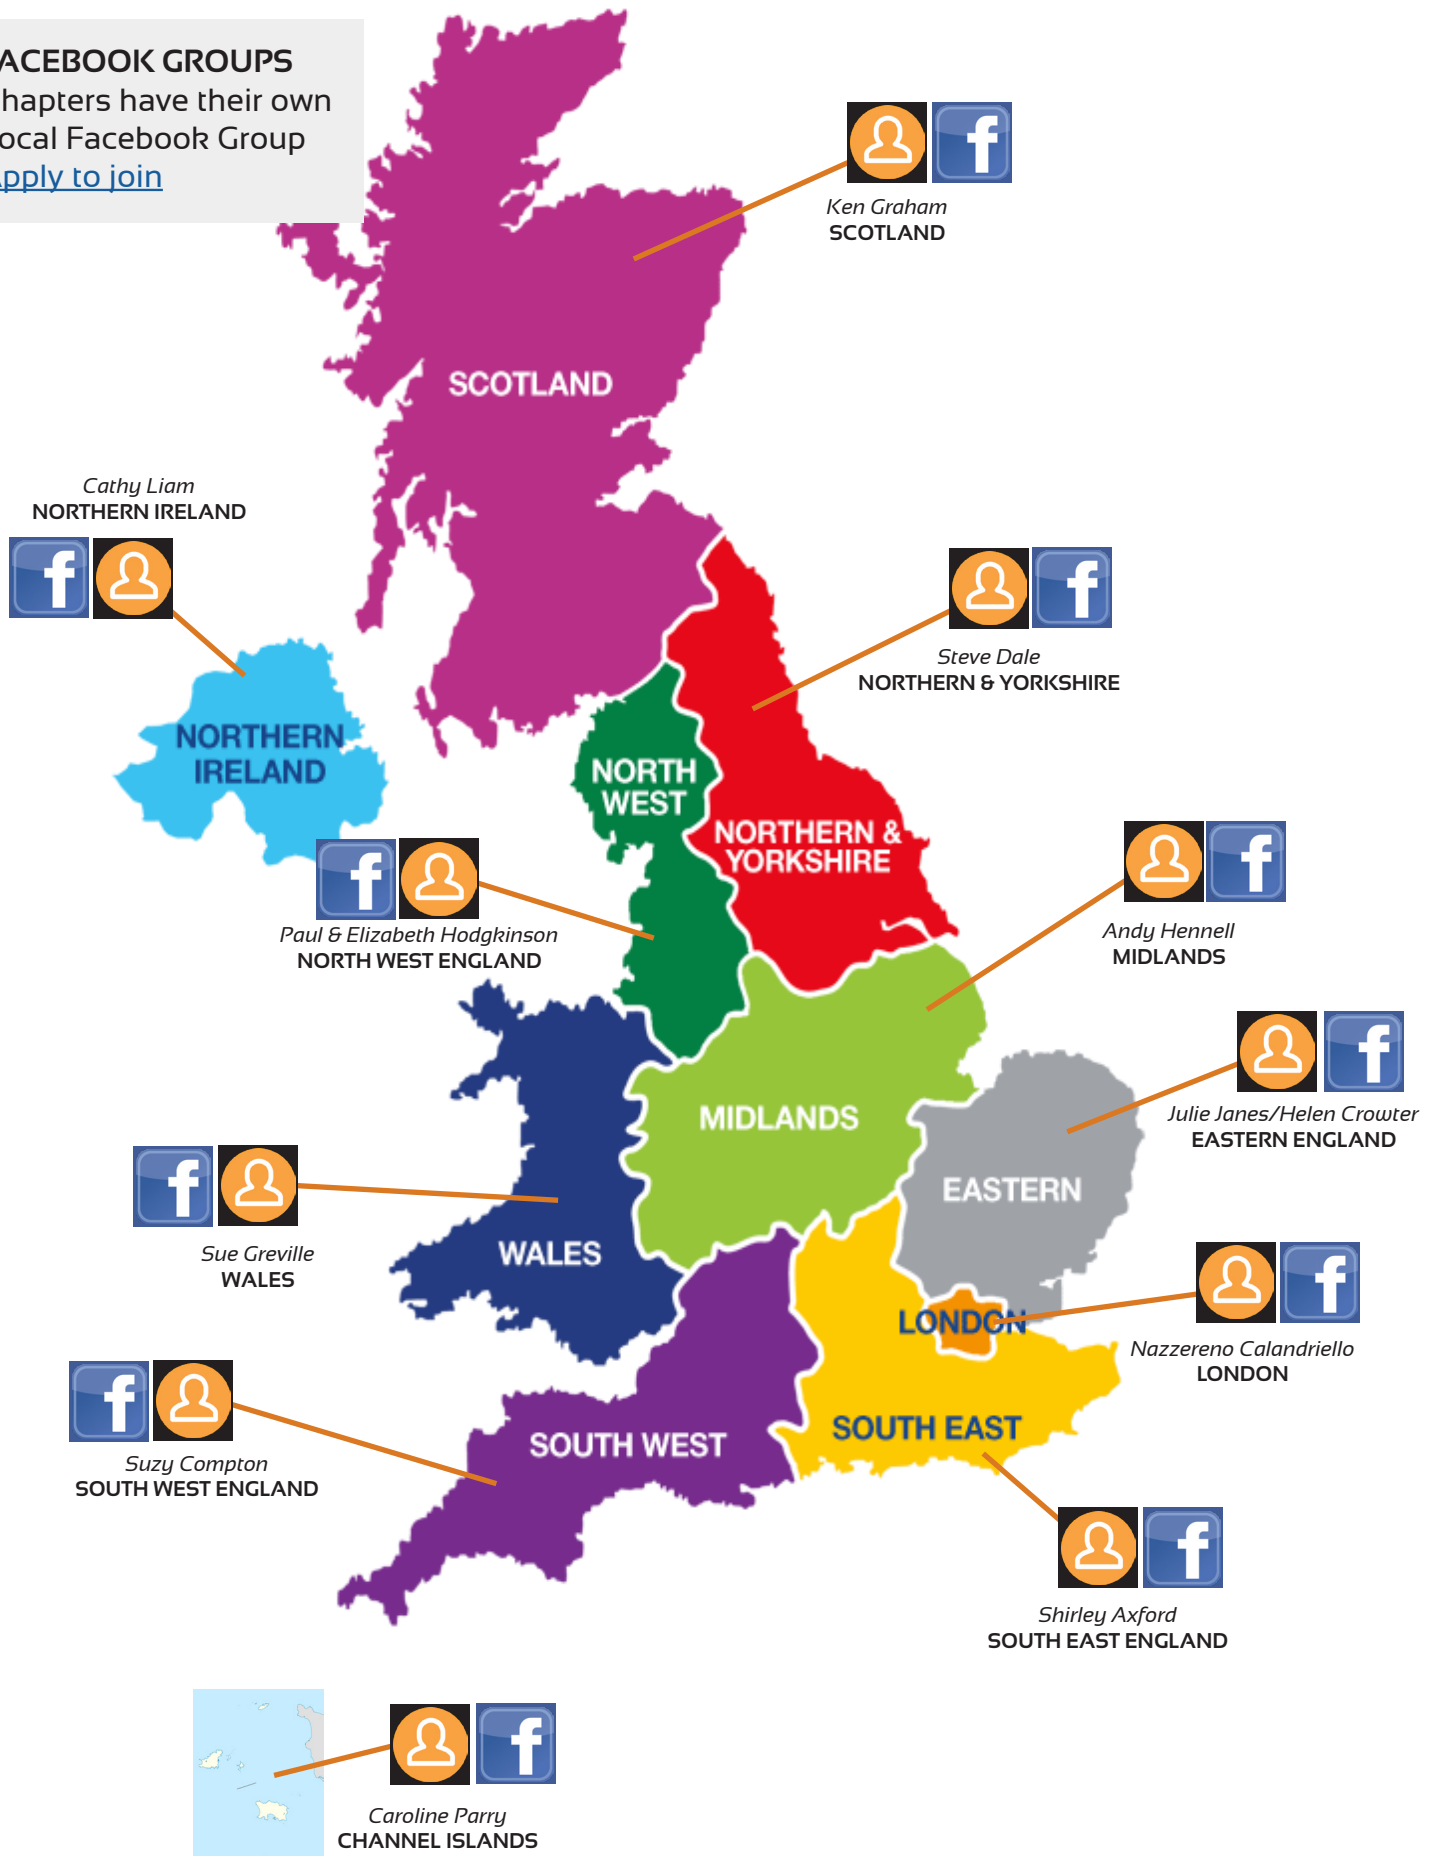 ACEBOOK GROUPS
hapters have their own
ocal Facebook Group
Apply to join
Ken Graham
SCOTLAND
SCOTLAND
Cathy Liam
NORTHERN IRELAND
Steve Dale
NORTHERN & YORKSHIRE
NORTHERN
IRELAND
NORTH
WEST
NORTHERN &
YORKSHIRE
Paul & Elizabeth Hodgkinson
NORTH WEST ENGLAND
Andy Hennell
MIDLANDS
MIDLANDS
Julie Janes/Helen Crowter
EASTERN ENGLAND
EASTERN
Sue Greville
WALES
WALES
LONDON
Nazzereno Calandriello
LONDON
SOUTH WEST
SOUTH EAST
Suzy Compton
SOUTH WEST ENGLAND
Shirley Axford
SOUTH EAST ENGLAND
Caroline Parry
CHANNEL ISLANDS